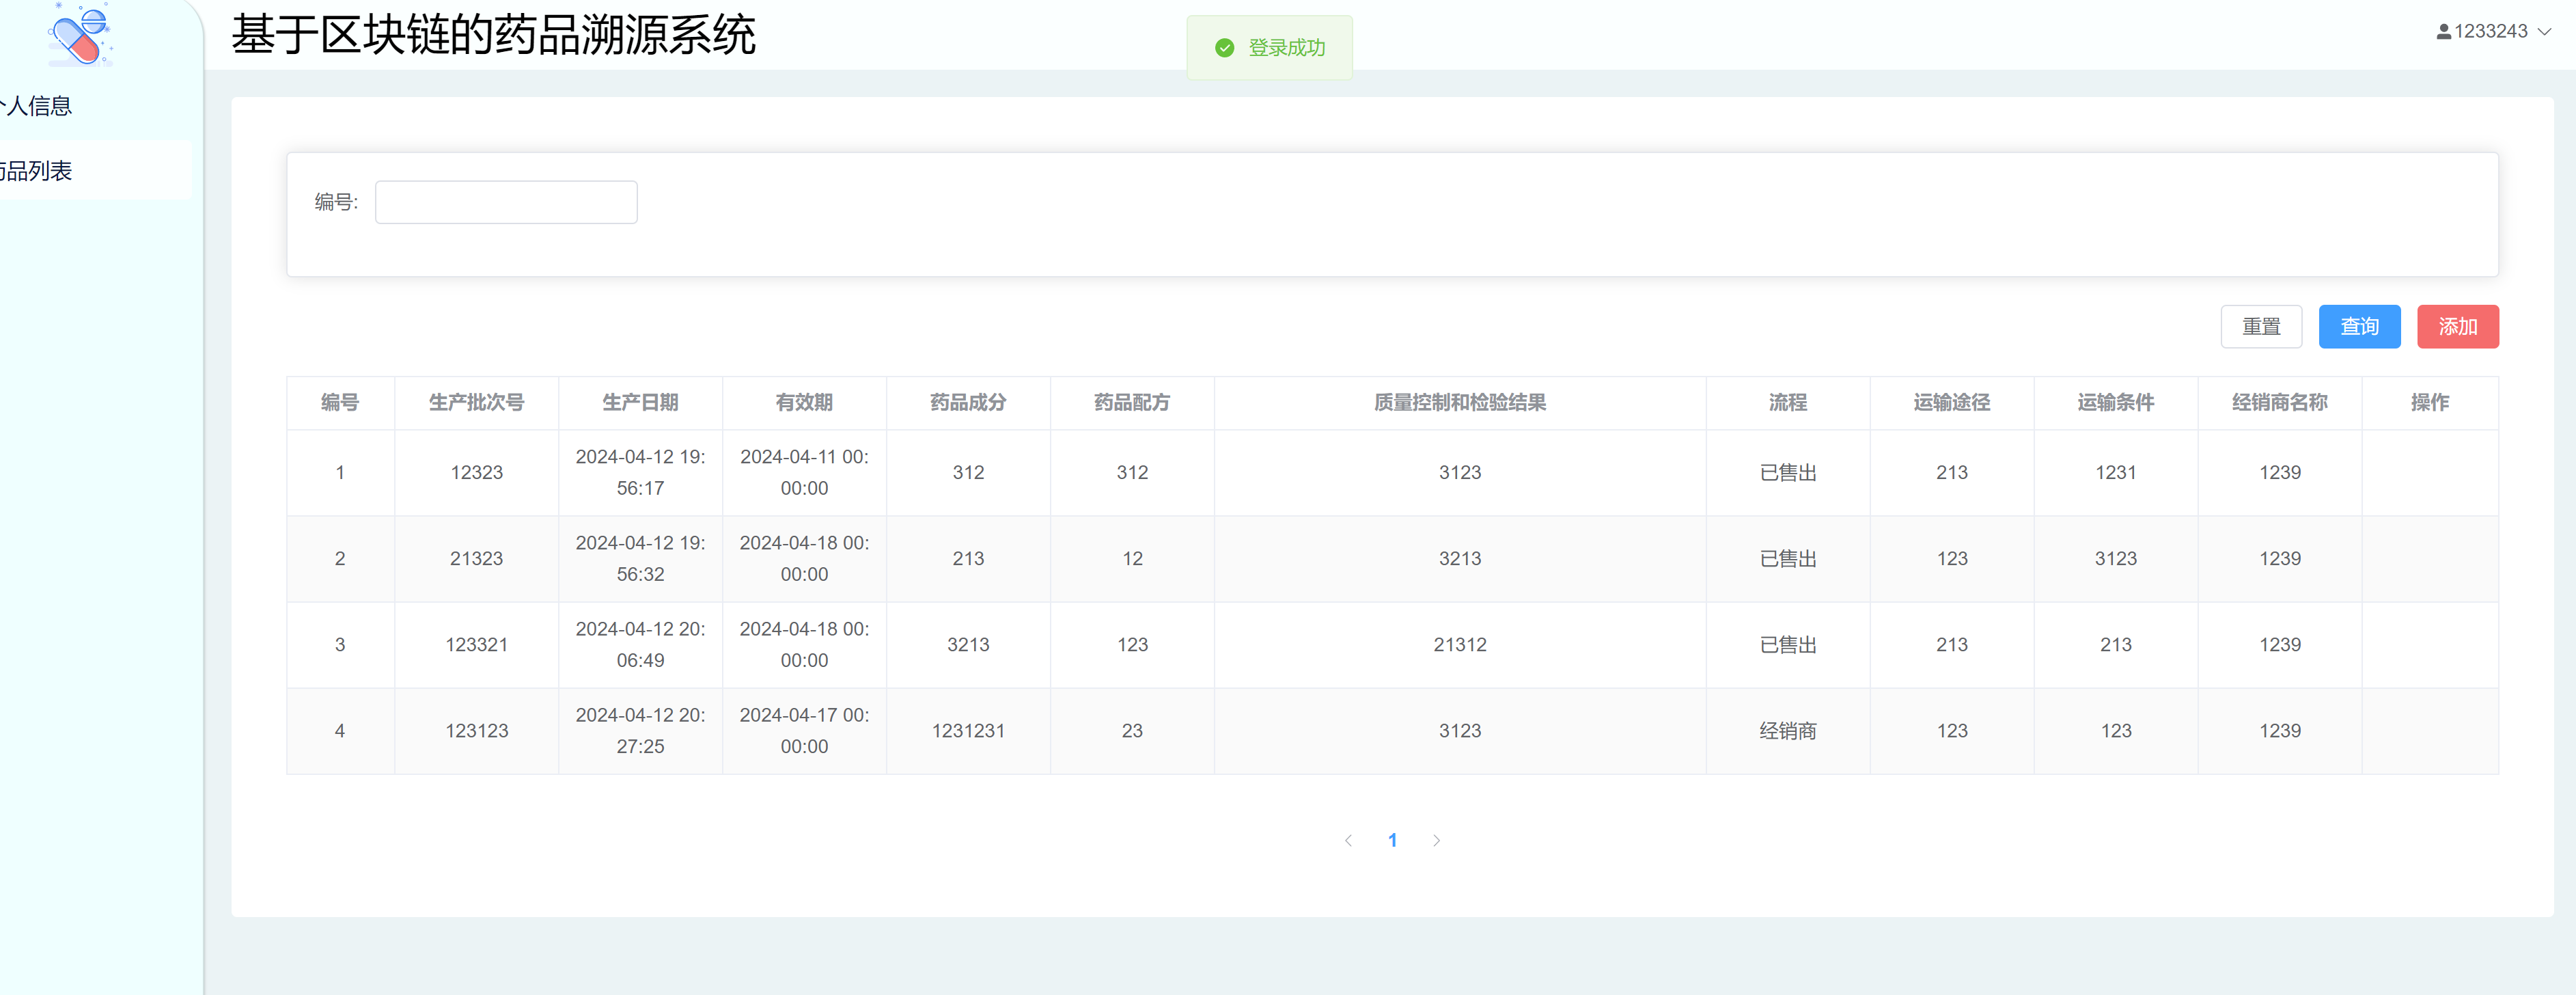 基于区块链的药品溯源系统
登录成功
1233243
个人信息
药品列表
编号:
重置 查询 添加
编号 生产批次号 生产日期 有效期 药品成分 药品配方 质量控制和检验结果 流程 运输途径 运输条件 经销商名称 操作
1 12323 2024-04-12 19:56:17 2024-04-11 00:00:00 312 312 3123 已售出 213 1231 1239
2 21323 2024-04-12 19:56:32 2024-04-18 00:00:00 213 12 3213 已售出 123 3123 1239
3 123321 2024-04-12 20:06:49 2024-04-18 00:00:00 3213 123 21312 已售出 213 213 1239
4 123123 2024-04-12 20:27:25 2024-04-17 00:00:00 1231231 23 3123 经销商 123 123 1239
1